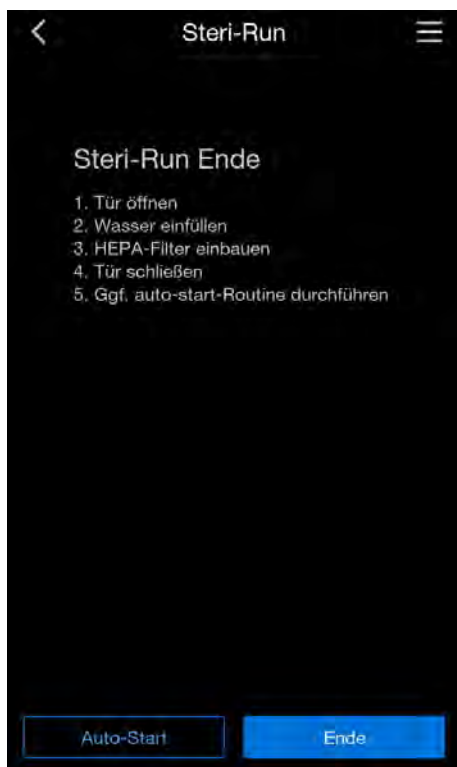 Steri-Run
Steri-Run Ende
1. Tür öffnen
2. Wasser einfüllen
3. HEPA-Filter einbauen
4. Tür schließen
5. Ggf. auto-start-Routine durchführen
Auto-Start
Ende